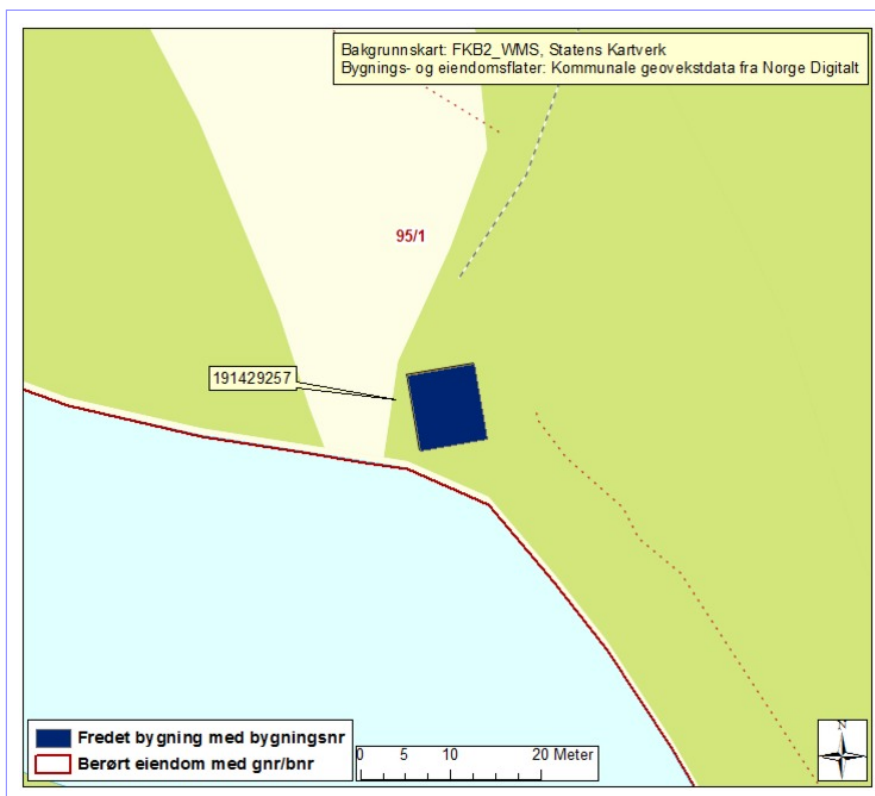 Bakgrunnskart: FKB2_WMS, Statens Kartverk
Bygnings- og eiendomsflater: Kommunale geovekstdata fra Norge Digitalt
95/1
191429257
Fredet bygning med bygningsnr
Berørt eiendom med gnr/bnr
0 5 10 20 Meter
N